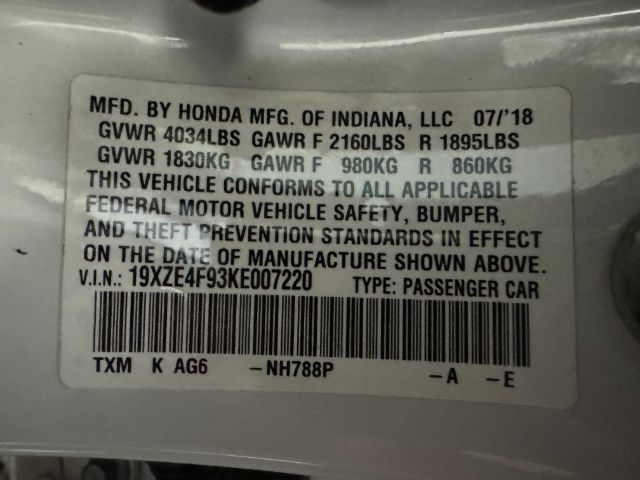 MFD. BY HONDA MFG. OF INDIANA, LLC 07/'18
GVWR 4034LBS GAWR F 2160LBS R 1895LBS
GVWR 1830KG GAWR F 980KG R 860KG
THIS VEHICLE CONFORMS TO ALL APPLICABLE
FEDERAL MOTOR VEHICLE SAFETY, BUMPER,
AND THEFT PREVENTION STANDARDS IN EFFECT
ON THE DATE OF MANUFACTURE SHOWN ABOVE.
V.I.N.: 19XZE4F93KE007220 TYPE: PASSENGER CAR
TXM K AG6 -NH788P -A -E